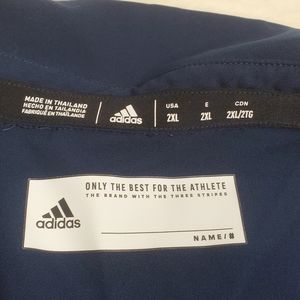 MADE IN THAILAND
HECHO EN TAILANDIA
FABRIQUÉ EN THAÏLANDE
adidas
USA
2XL
E
2XL
CDN
2XL/2TG
ONLY THE BEST FOR THE ATHLETE
THE BRAND WITH THE THREE STRIPES
adidas
NAME/#